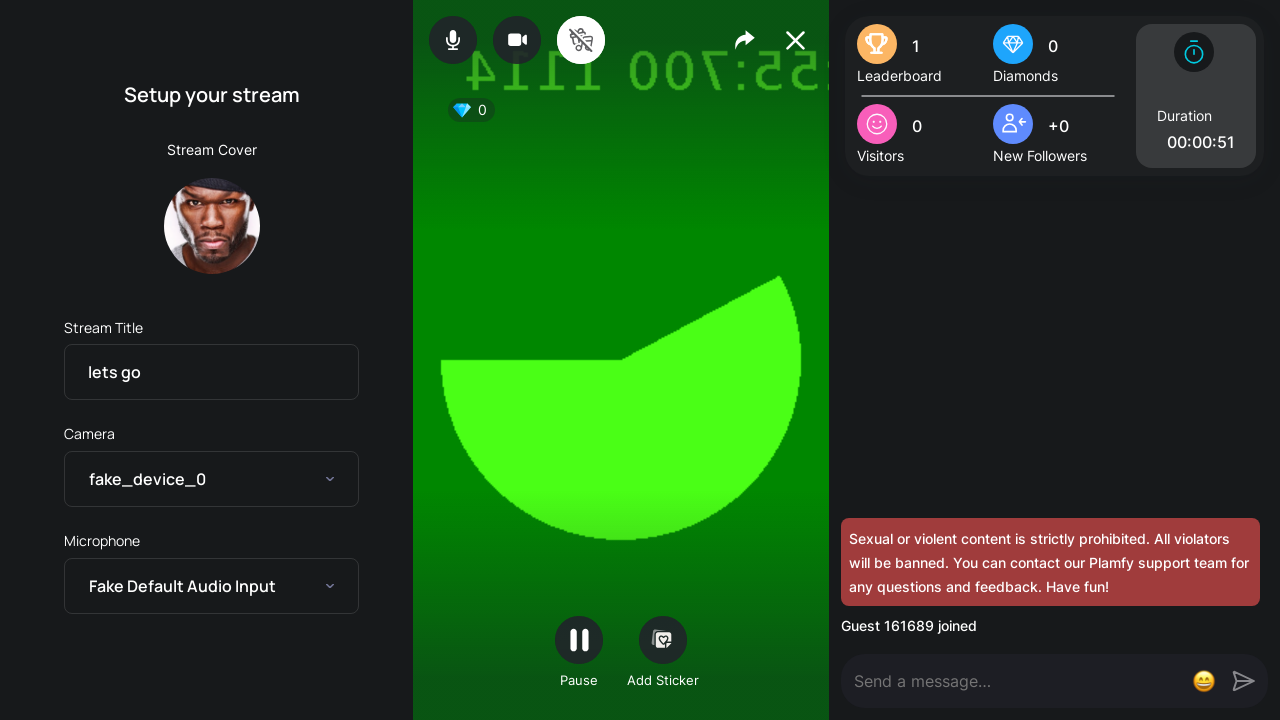 Setup your stream
Stream Cover
Stream Title
lets go
Camera
fake_device_0
Microphone
Fake Default Audio Input
0
Pause
Add Sticker
1
Leaderboard
0
Diamonds
0
Visitors
+0
New Followers
Duration
00:00:51
Sexual or violent content is strictly prohibited. All violators
will be banned. You can contact our Plamfy support team for
any questions and feedback. Have fun!
Guest 161689 joined
Send a message...